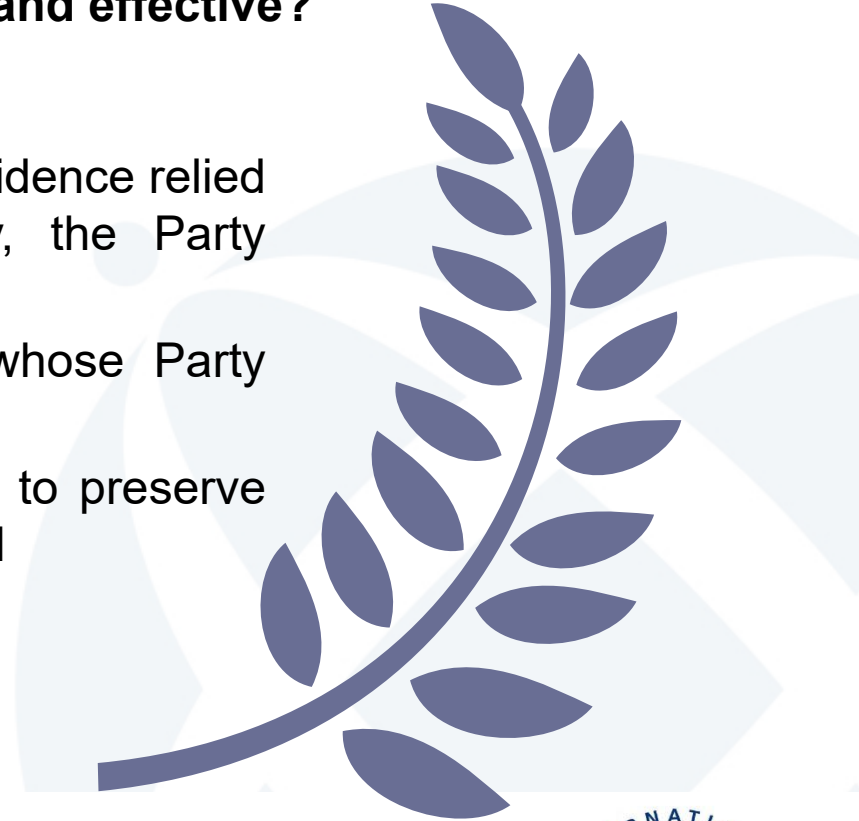 and effective?
idence relied
, the Party
whose Party
to preserve
NATI